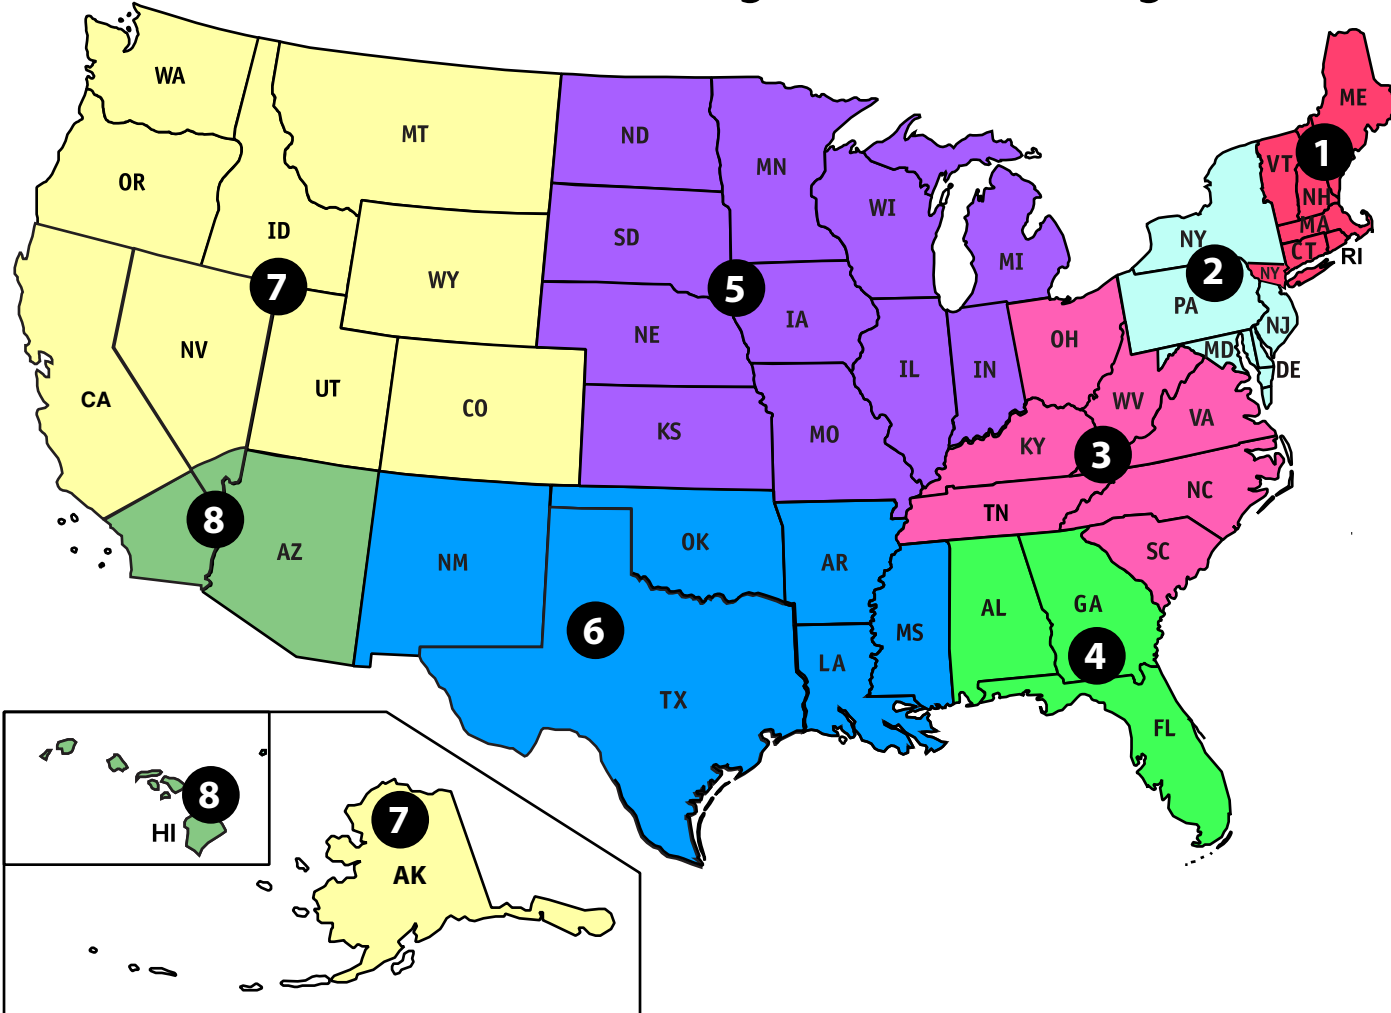 WA
MT
ND
MN
ME
1
VT
OR
WI
NH
ID
SD
MI
NY
MA
CT
RI
7
WY
5
2
NY
PA
NV
NE
IA
OH
NJ
MD
CA
UT
CO
IL
IN
DE
KS
MO
KY
WV
VA
3
8
AZ
NM
OK
AR
TN
NC
SC
6
TX
LA
MS
AL
GA
4
FL
8
HI
7
AK